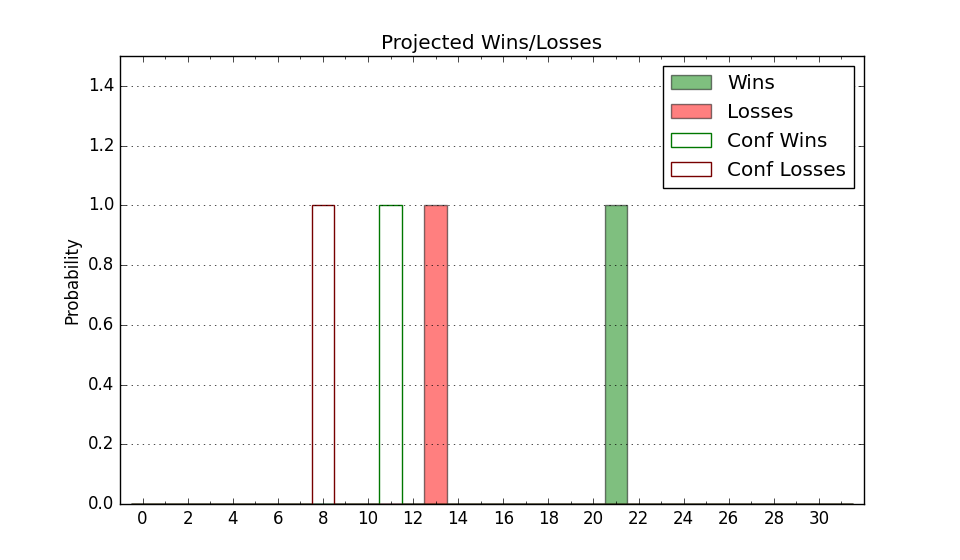 Projected Wins/Losses
Wins
Losses
Conf Wins
Conf Losses
Probability
1.4
1.2
1.0
0.8
0.6
0.4
0.2
0.0
0 2 4 6 8 10 12 14 16 18 20 22 24 26 28 30